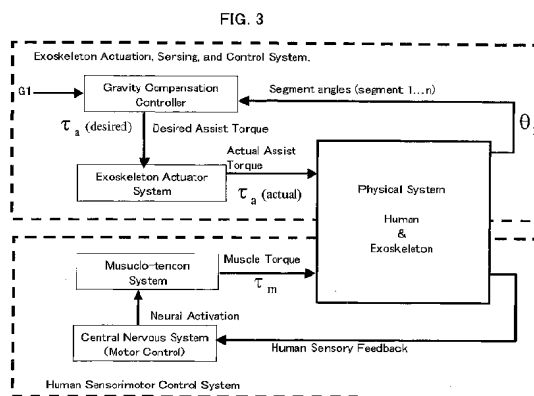 FIG. 3
Exoskeleton Actuation, Sensing, and Control System.
G1
Gravity Compensation
Controller
Segment angles (segment 1...n)
τa (desired)
Desired Assist Torque
θ
Actual Assist
Torque
Exoskeleton Actuator
System
τa (actual)
Physical System
Human
&
Exoskeleton
Musuclo-tencon
System
Muscle Torque
τm
Neural Activation
Central Nervous System
(Motor Control)
Human Sensory Feedback
Human Sensorimotor Control System